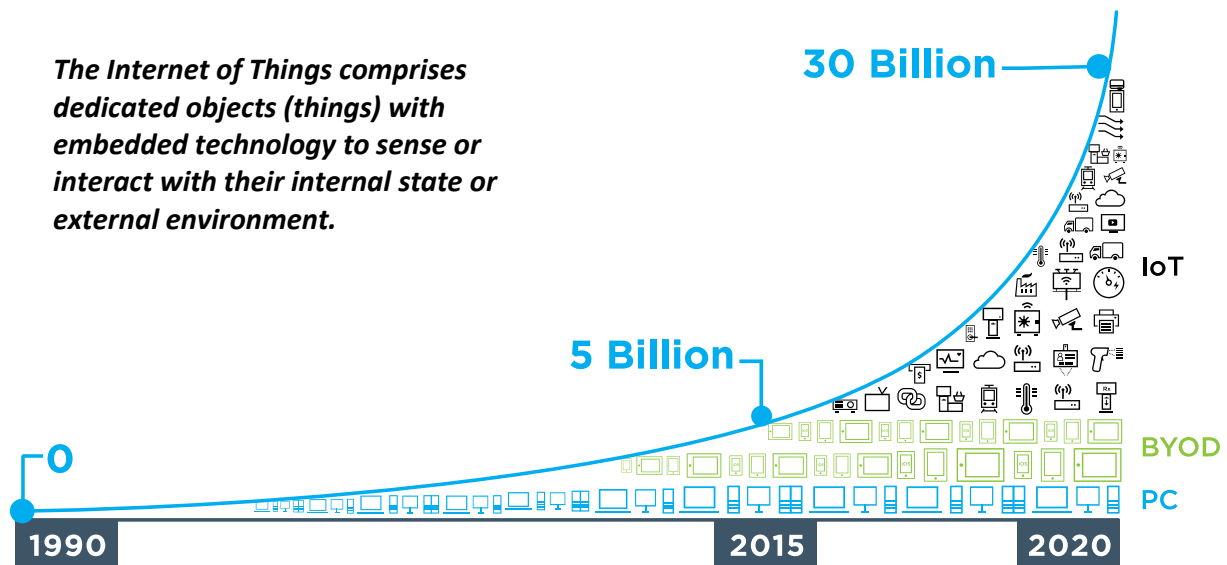 The Internet of Things comprises
dedicated objects (things) with
embedded technology to sense or
interact with their internal state or
external environment.
30 Billion
IoT
5 Billion
BYOD
0
PC
1990
2015
2020